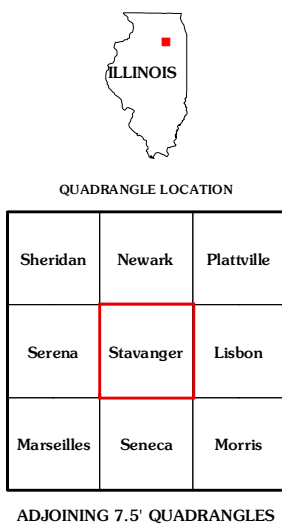 ILLINOIS
QUADRANGLE LOCATION
Sheridan Newark Plattville
Serena Stavanger Lisbon
Marseilles Seneca Morris
ADJOINING 7.5' QUADRANGLES